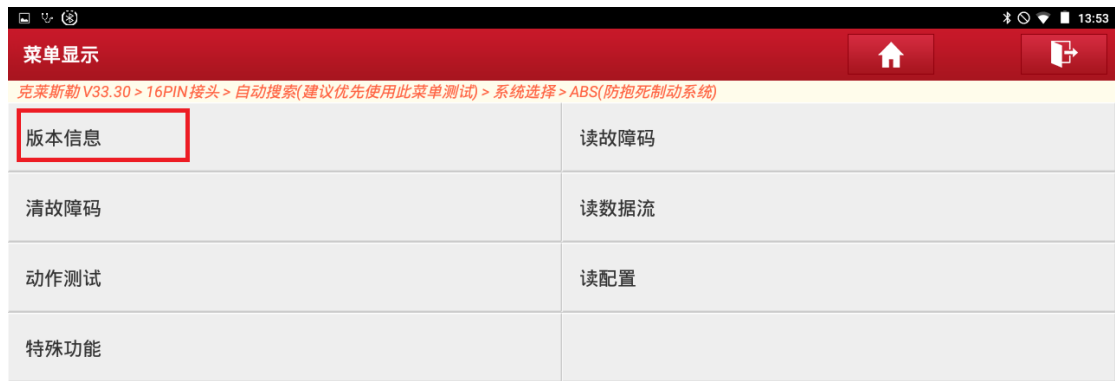 13:53
菜单显示
克莱斯勒 V33.30 > 16PIN接头 > 自动搜索(建议优先使用此菜单测试) > 系统选择 > ABS(防抱死制动系统)
版本信息
读故障码
清故障码
读数据流
动作测试
读配置
特殊功能